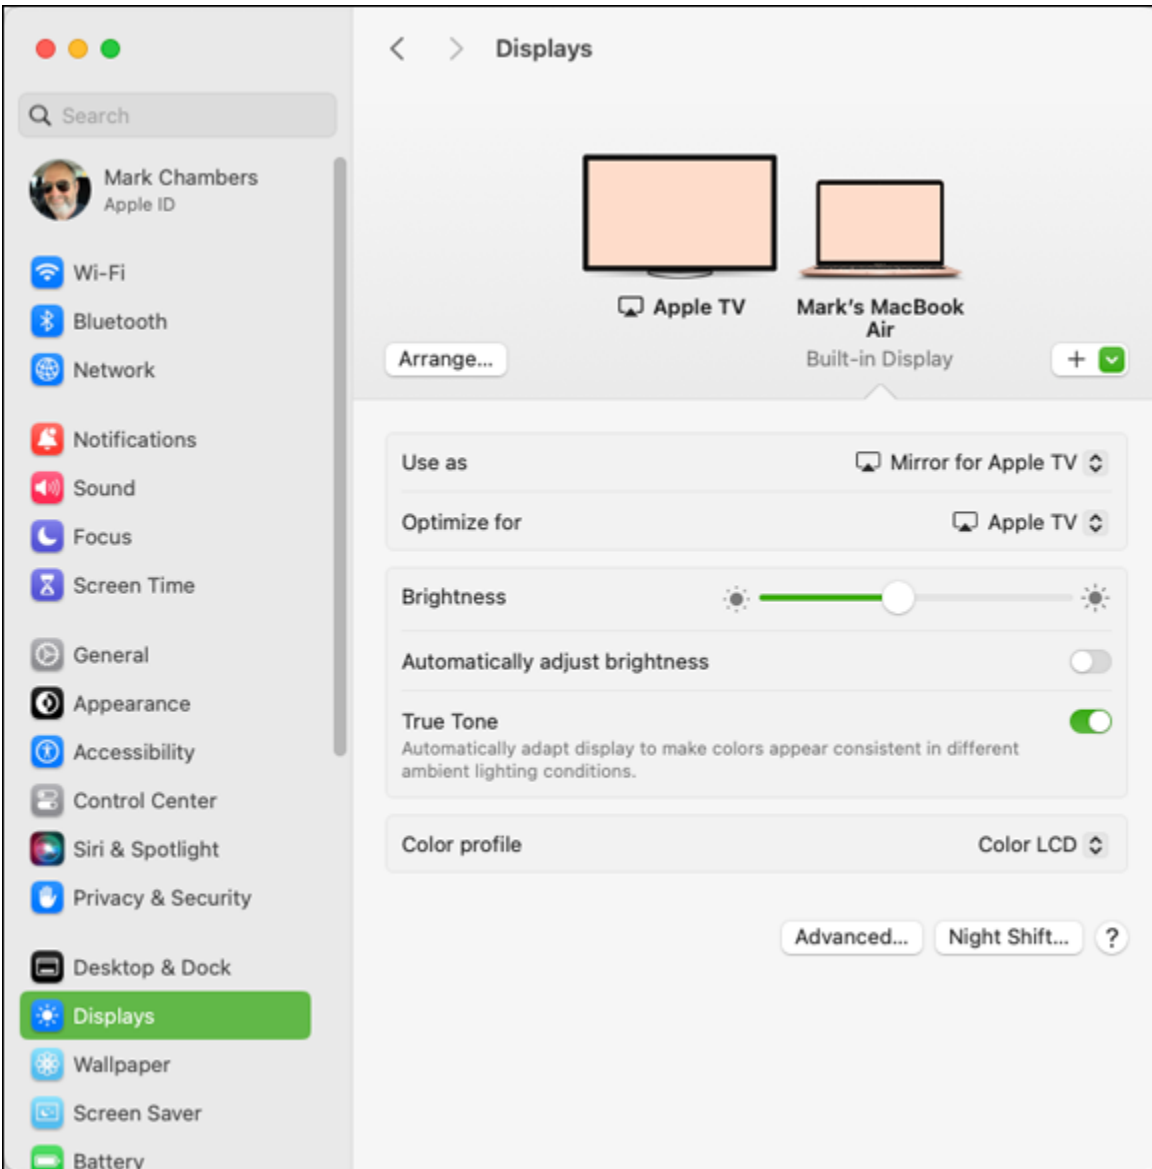 Search
Mark Chambers
Apple ID
Wi-Fi
Bluetooth
Network
Notifications
Sound
Focus
Screen Time
General
Appearance
Accessibility
Control Center
Siri & Spotlight
Privacy & Security
Desktop & Dock
Displays
Wallpaper
Screen Saver
Battery
Displays
Apple TV
Mark's MacBook
Air
Built-in Display
Arrange...
Use as
Mirror for Apple TV
Optimize for
Apple TV
Brightness
Automatically adjust brightness
True Tone
Automatically adapt display to make colors appear consistent in different
ambient lighting conditions.
Color profile
Color LCD
Advanced...
Night Shift...
?